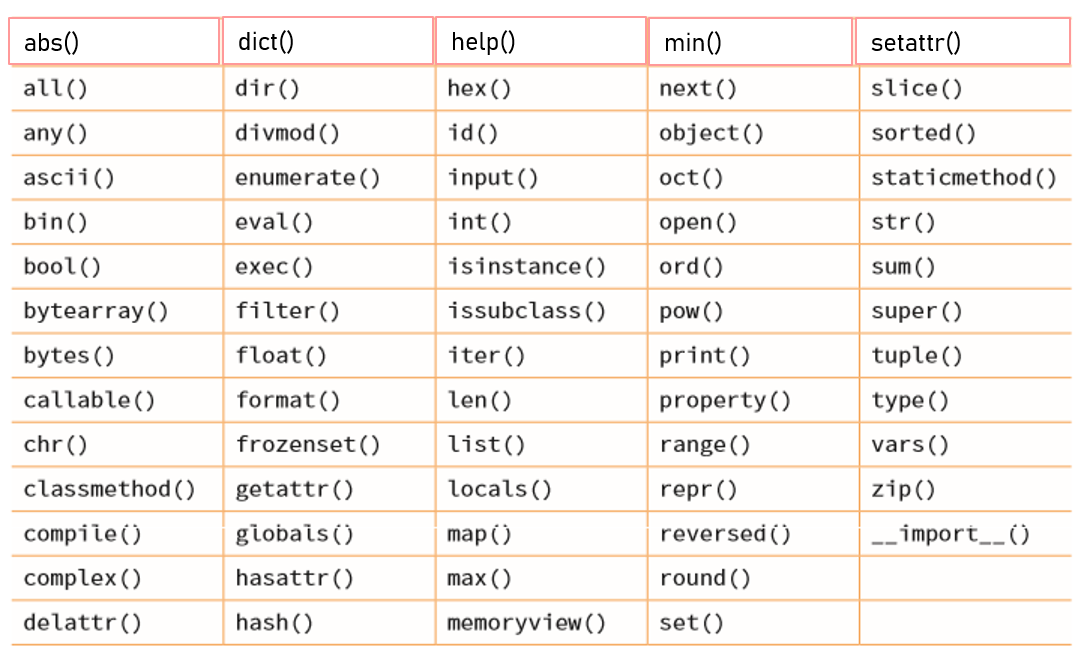 abs() dict() help() min() setattr()
all() dir() hex() next() slice()
any() divmod() id() object() sorted()
ascii() enumerate() input() oct() staticmethod()
bin() eval() int() open() str()
bool() exec() isinstance() ord() sum()
bytearray() filter() issubclass() pow() super()
bytes() float() iter() print() tuple()
callable() format() len() property() type()
chr() frozenset() list() range() vars()
classmethod() getattr() locals() repr() zip()
compile() globals() map() reversed() __import__()
complex() hasattr() max() round()
delattr() hash() memoryview() set()